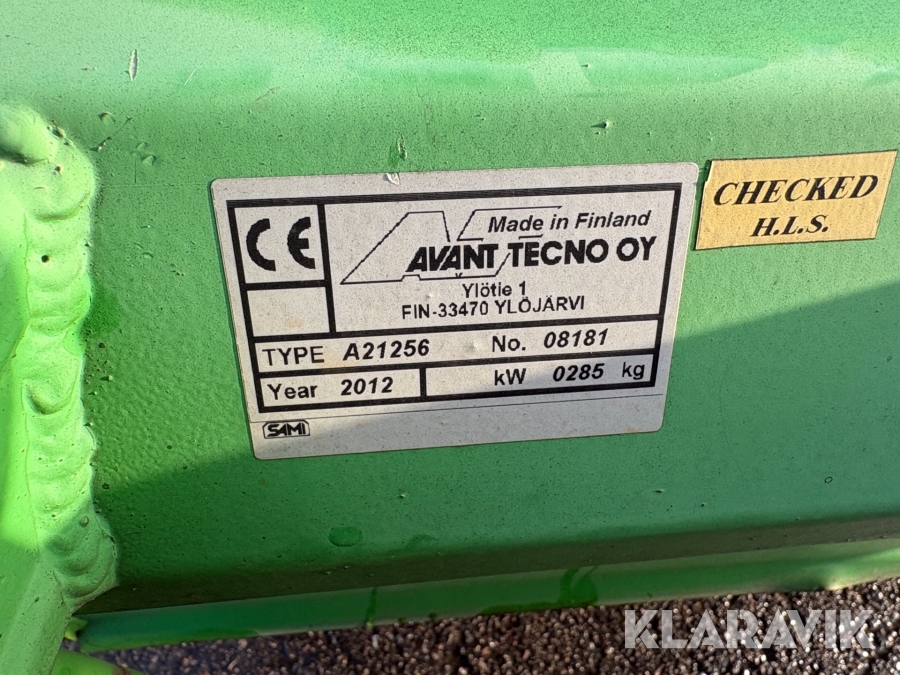 CE
Made in Finland
AVANT TECNO OY
Ylötie 1
FIN-33470 YLÖJÄRVI
TYPE A21256 No. 08181
Year 2012 kW 0285 kg
SAMI
CHECKED
H.L.S.
KLARAVIK